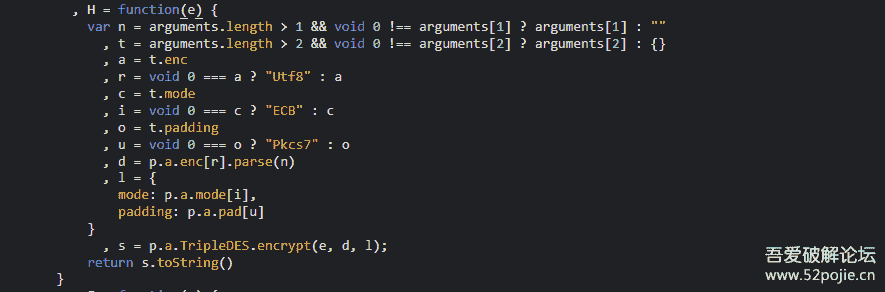 , H = function(e) {
var n = arguments.length > 1 && void 0 !== arguments[1] ? arguments[1] : ""
, t = arguments.length > 2 && void 0 !== arguments[2] ? arguments[2] : {}
, a = t.enc
, r = void 0 === a ? "Utf8" : a
, c = t.mode
, i = void 0 === c ? "ECB" : c
, o = t.padding
, u = void 0 === o ? "Pkcs7" : o
, d = p.a.enc[r].parse(n)
, l = {
mode: p.a.mode[i],
padding: p.a.pad[u]
}
, s = p.a.TripleDES.encrypt(e, d, l);
return s.toString()
}
吾爱破解论坛
www.52pojie.cn